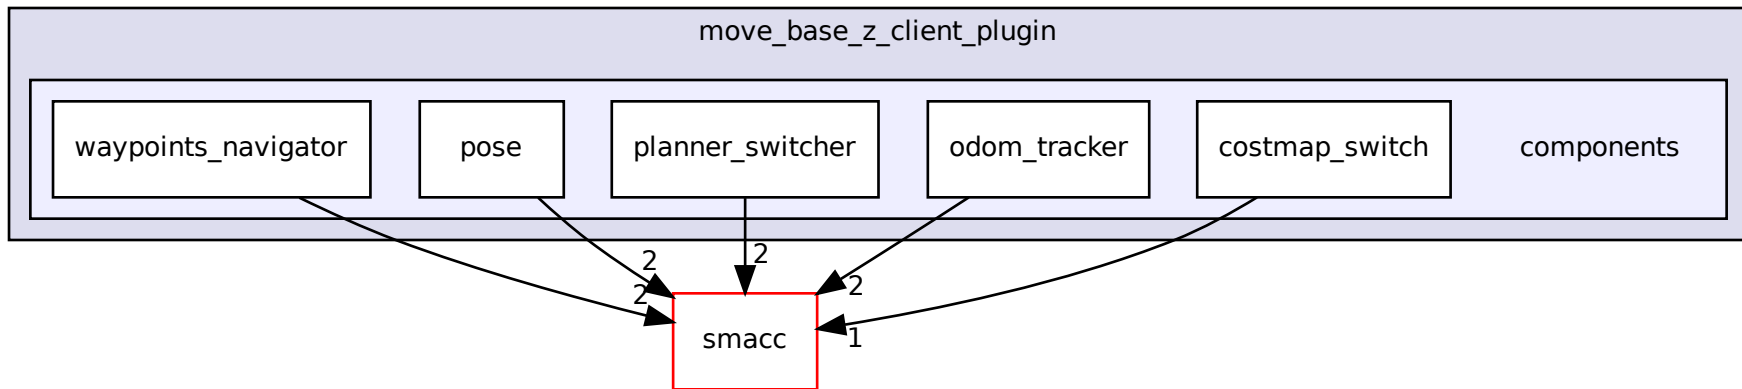 move_base_z_client_plugin
waypoints_navigator
pose
planner_switcher
odom_tracker
costmap_switch
components
2
2
2
2
1
smacc